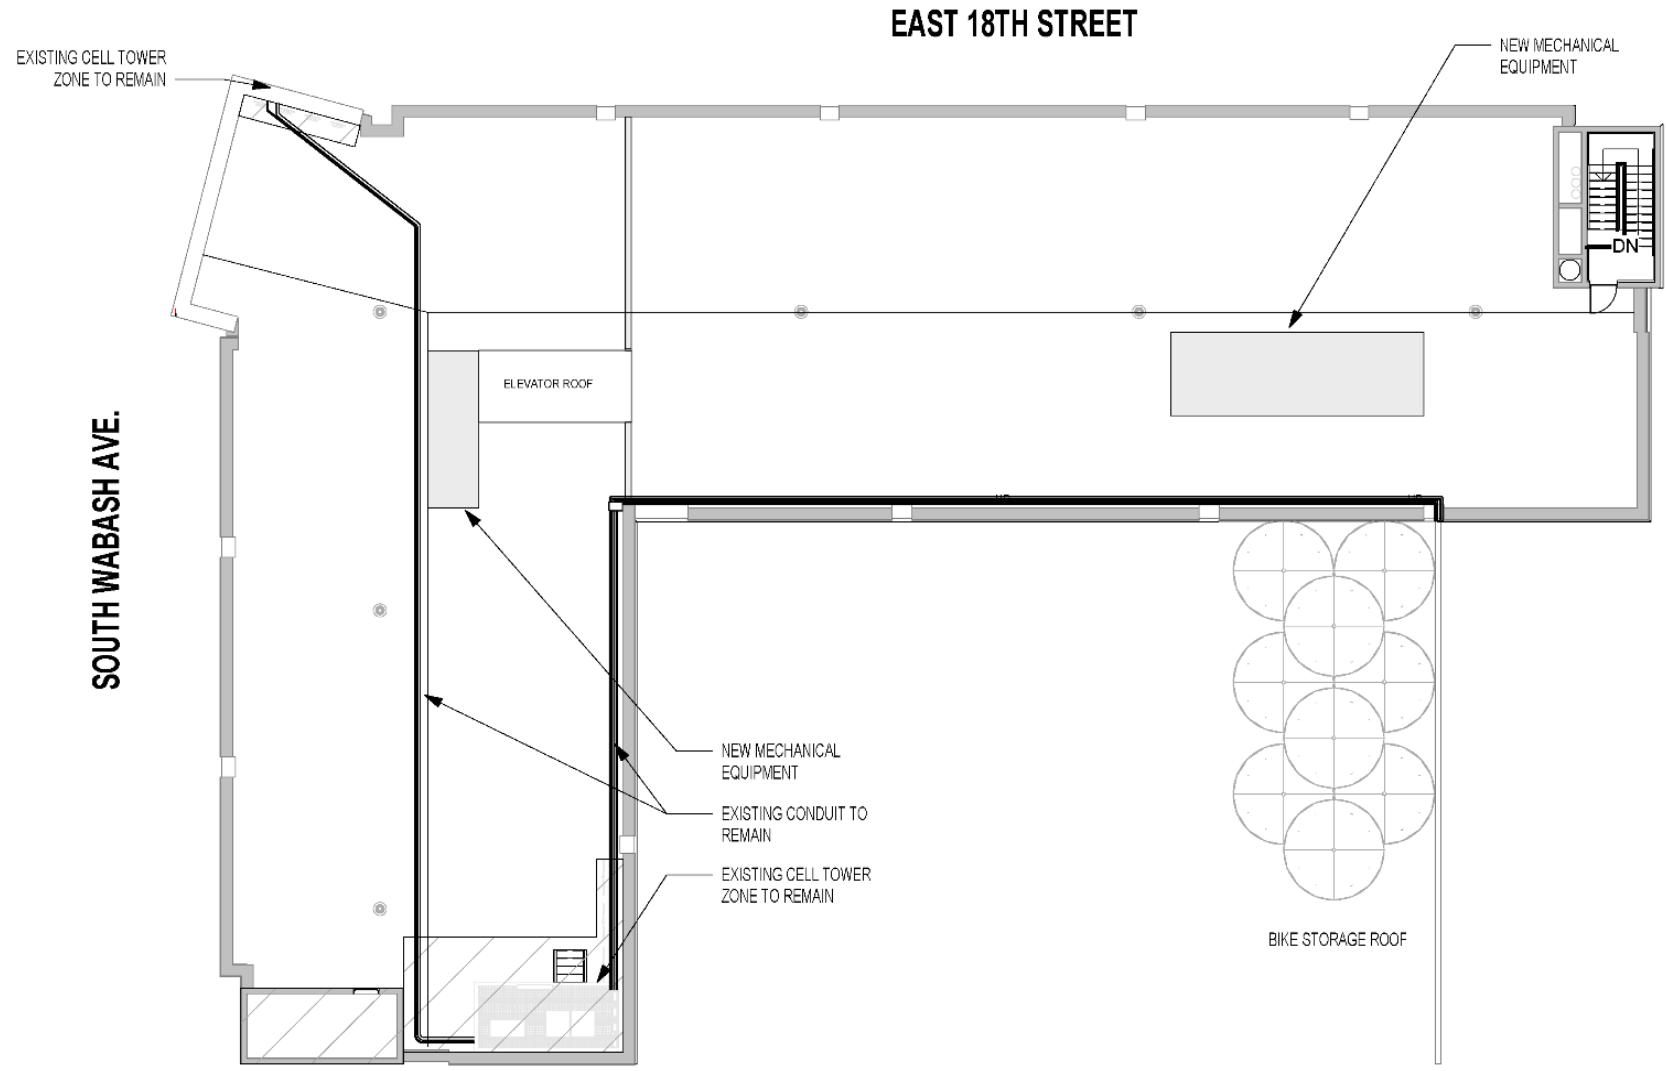 EAST 18TH STREET
EXISTING CELL TOWER
ZONE TO REMAIN
NEW MECHANICAL
EQUIPMENT
DN
ELEVATOR ROOF
SOUTH WABASH AVE.
NEW MECHANICAL
EQUIPMENT
EXISTING CONDUIT TO
REMAIN
EXISTING CELL TOWER
ZONE TO REMAIN
BIKE STORAGE ROOF